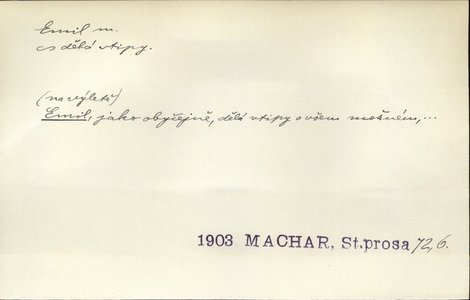 Emil m.
s dělá vtipy.
(na výletě)
Emil, jako obyčejně, dělá vtipy o všem možném,...
1903 MACHAR, St.prosa 72,6.